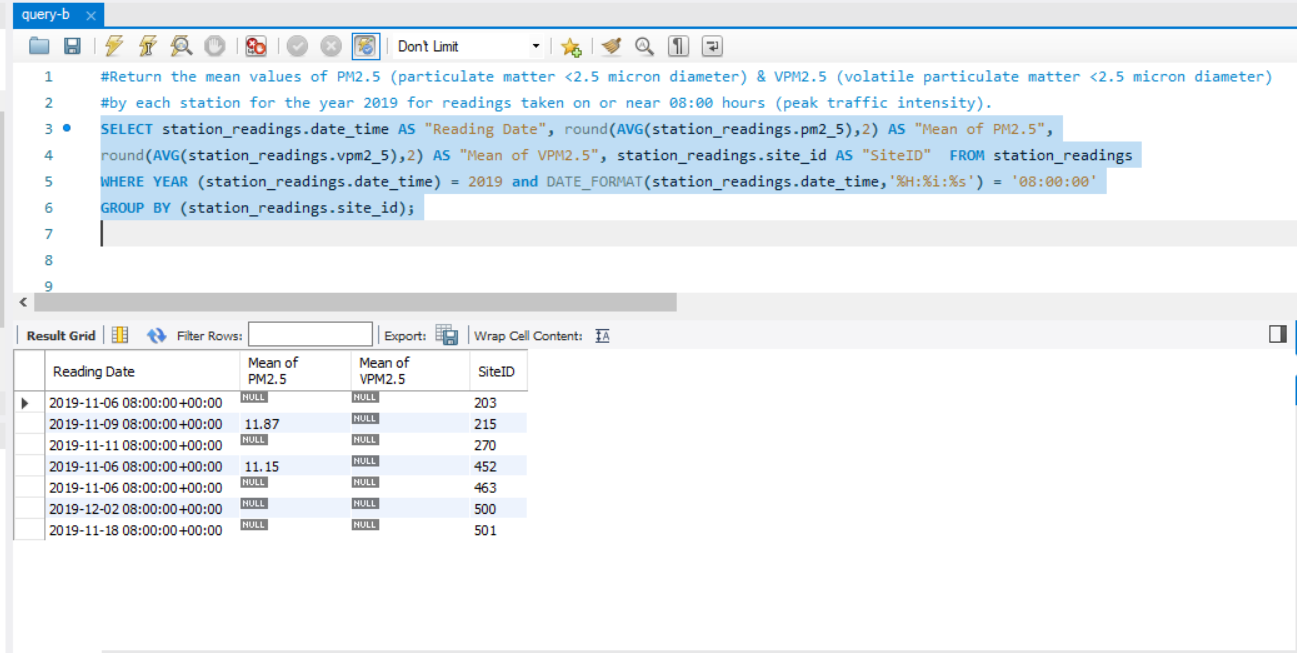 query-b
Don't Limit
1 #Return the mean values of PM2.5 (particulate matter <2.5 micron diameter) & VPM2.5 (volatile particulate matter <2.5 micron diameter)
2 #by each station for the year 2019 for readings taken on or near 08:00 hours (peak traffic intensity).
3 SELECT station_readings.date_time AS "Reading Date", round(AVG(station_readings.pm2_5),2) AS "Mean of PM2.5",
4 round(AVG(station_readings.vpm2_5),2) AS "Mean of VPM2.5", station_readings.site_id AS "SiteID"  FROM station_readings
5 WHERE YEAR (station_readings.date_time) = 2019 and DATE_FORMAT(station_readings.date_time,'%H:%i:%s') = '08:00:00'
6 GROUP BY (station_readings.site_id);
7
8
9
Result Grid Filter Rows: Export: Wrap Cell Content:
Reading Date Mean of PM2.5 Mean of VPM2.5 SiteID
2019-11-06 08:00:00+00:00 NULL NULL 203
2019-11-09 08:00:00+00:00 11.87 NULL 215
2019-11-11 08:00:00+00:00 NULL NULL 270
2019-11-06 08:00:00+00:00 11.15 NULL 452
2019-11-06 08:00:00+00:00 NULL NULL 463
2019-12-02 08:00:00+00:00 NULL NULL 500
2019-11-18 08:00:00+00:00 NULL NULL 501